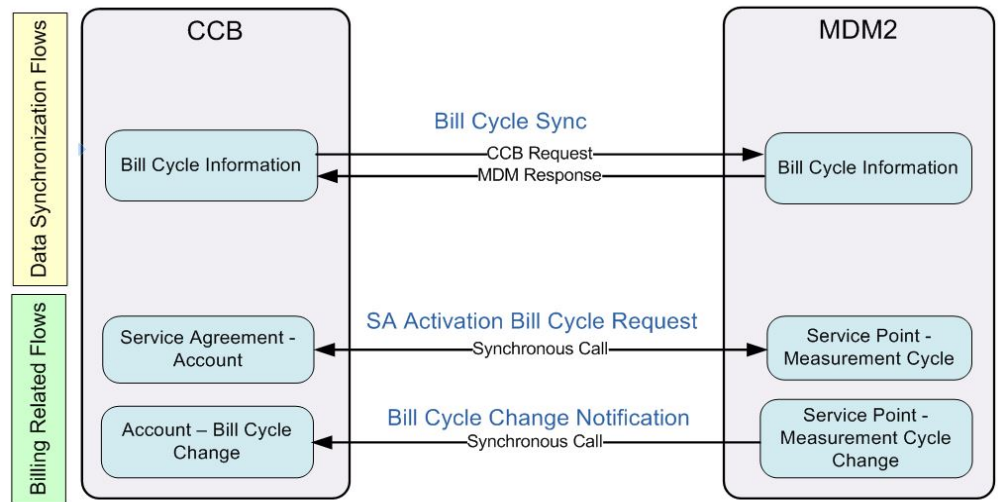 CCB
MDM2
Data Synchronization Flows
Bill Cycle Sync
Bill Cycle Information
CCB Request
MDM Response
Bill Cycle Information
Billing Related Flows
SA Activation Bill Cycle Request
Service Agreement -
Account
Synchronous Call
Service Point -
Measurement Cycle
Bill Cycle Change Notification
Account – Bill Cycle
Change
Synchronous Call
Service Point -
Measurement Cycle
Change